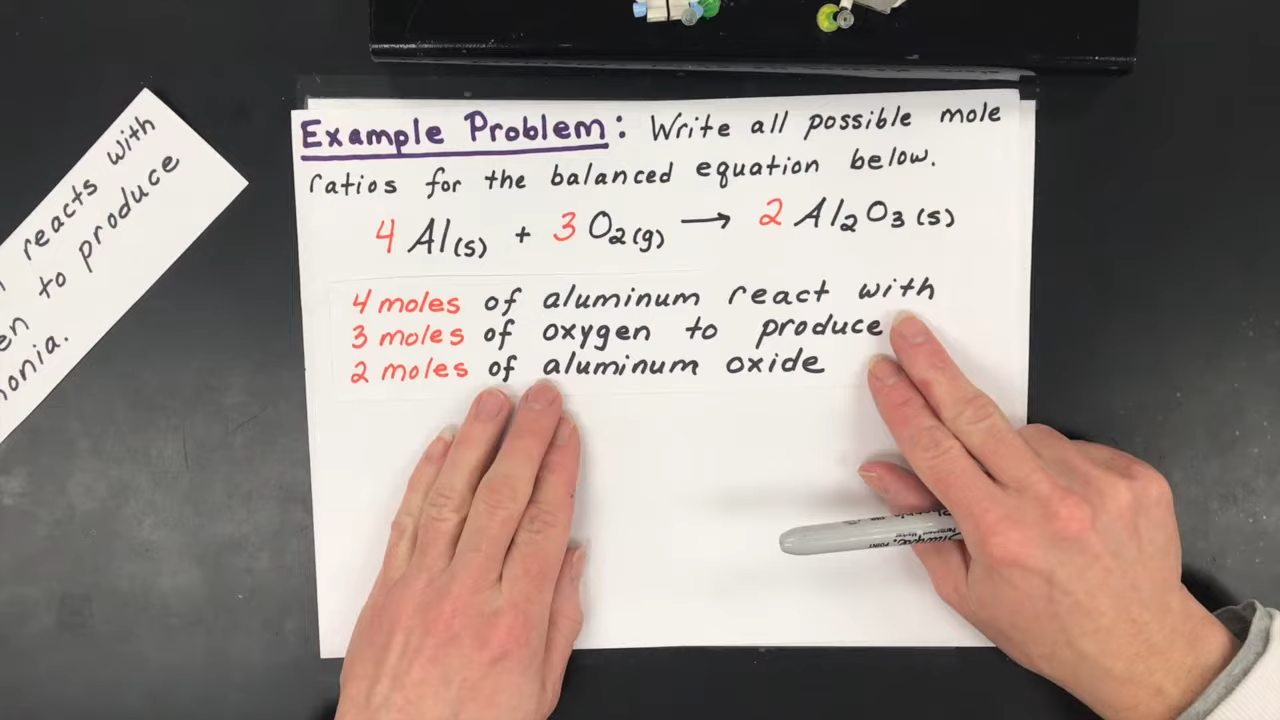 Example Problem: Write all possible mole
ratios for the balanced equation below.
4 Al(s) + 3 O₂(g) → 2 Al₂O₃(s)
4 moles of aluminum react with
3 moles of oxygen to produce
2 moles of aluminum oxide
reacts with
to produce
onia.
Sharpie